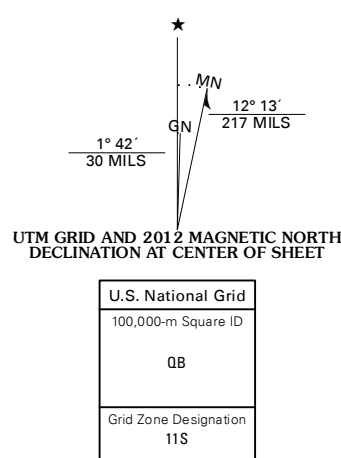 MN
GN
12° 13´
217 MILS
1° 42´
30 MILS
UTM GRID AND 2012 MAGNETIC NORTH
DECLINATION AT CENTER OF SHEET
U.S. National Grid
100,000-m Square ID
QB
Grid Zone Designation
11S